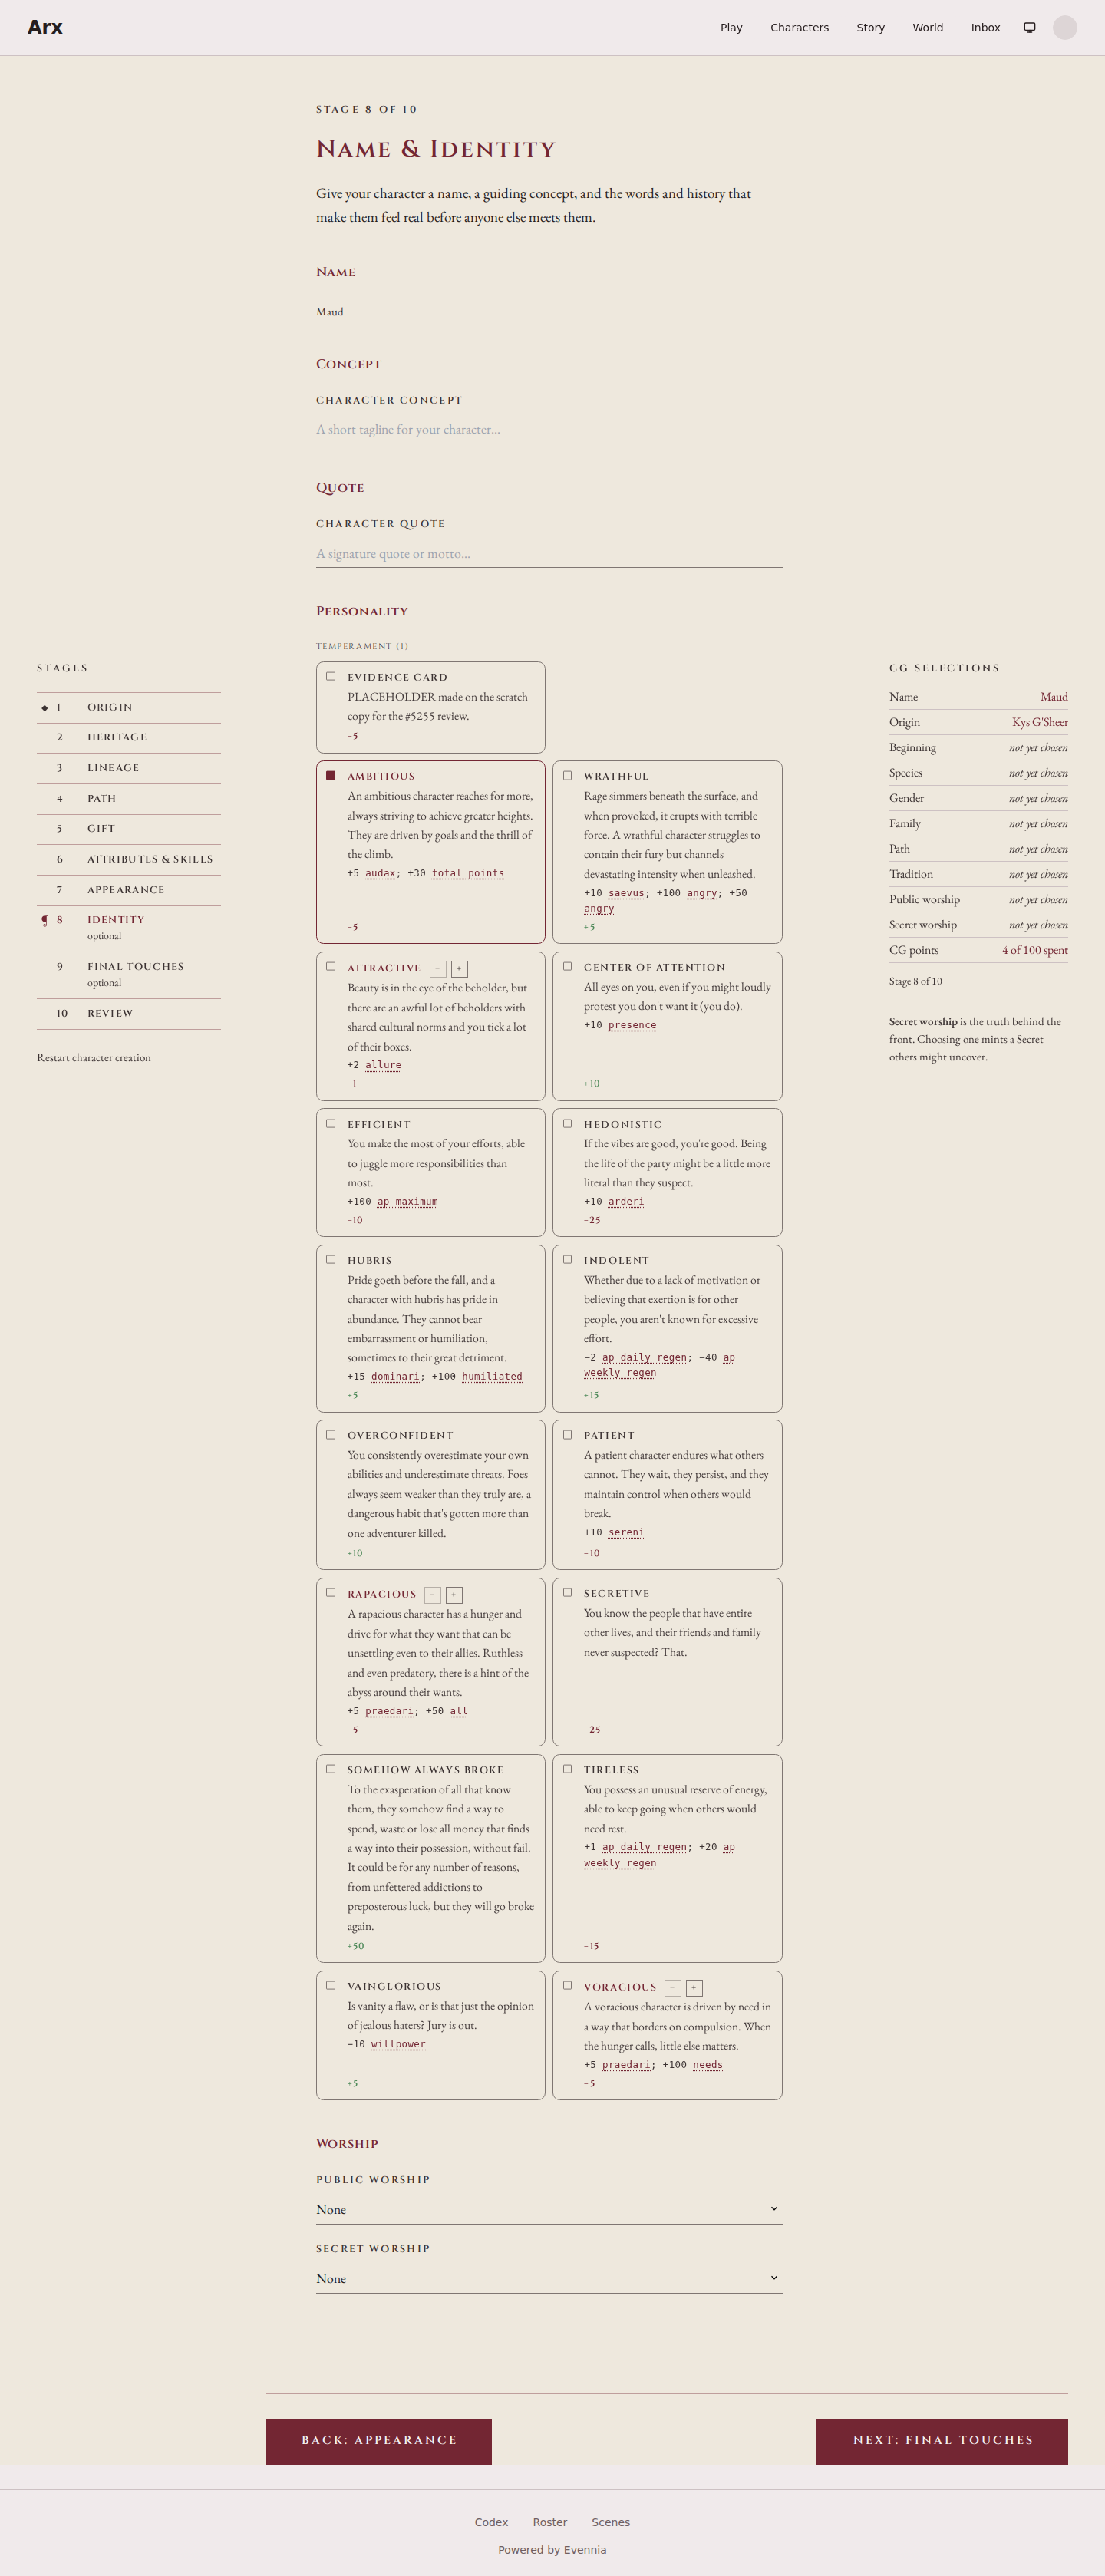 Arx
Play Characters Story World Inbox
STAGE 8 OF 10
Name & Identity
Give your character a name, a guiding concept, and the words and history that
make them feel real before anyone else meets them.
Name
Maud
Concept
CHARACTER CONCEPT
A short tagline for your character...
Quote
CHARACTER QUOTE
A signature quote or motto...
Personality
TEMPERAMENT (1)
STAGES
◆ 1 ORIGIN
2 HERITAGE
3 LINEAGE
4 PATH
5 GIFT
6 ATTRIBUTES & SKILLS
7 APPEARANCE
❡ 8 IDENTITY
optional
9 FINAL TOUCHES
optional
10 REVIEW
Restart character creation
EVIDENCE CARD
PLACEHOLDER made on the scratch
copy for the #5255 review.
−5
AMBITIOUS
An ambitious character reaches for more,
always striving to achieve greater heights.
They are driven by goals and the thrill of
the climb.
+5 audax; +30 total points
−5
WRATHFUL
Rage simmers beneath the surface, and
when provoked, it erupts with terrible
force. A wrathful character struggles to
contain their fury but channels
devastating intensity when unleashed.
+10 saevus; +100 angry; +50
angry
+5
ATTRACTIVE − +
Beauty is in the eye of the beholder, but
there are an awful lot of beholders with
shared cultural norms and you tick a lot
of their boxes.
+2 allure
−1
CENTER OF ATTENTION
All eyes on you, even if you might loudly
protest you don't want it (you do).
+10 presence
+10
EFFICIENT
You make the most of your efforts, able
to juggle more responsibilities than
most.
+100 ap maximum
−10
HEDONISTIC
If the vibes are good, you're good. Being
the life of the party might be a little more
literal than they suspect.
+10 arderi
−25
HUBRIS
Pride goeth before the fall, and a
character with hubris has pride in
abundance. They cannot bear
embarrassment or humiliation,
sometimes to their great detriment.
+15 dominari; +100 humiliated
+5
INDOLENT
Whether due to a lack of motivation or
believing that exertion is for other
people, you aren't known for excessive
effort.
−2 ap daily regen; −40 ap
weekly regen
+15
OVERCONFIDENT
You consistently overestimate your own
abilities and underestimate threats. Foes
always seem weaker than they truly are, a
dangerous habit that's gotten more than
one adventurer killed.
+10
PATIENT
A patient character endures what others
cannot. They wait, they persist, and they
maintain control when others would
break.
+10 sereni
−10
RAPACIOUS − +
A rapacious character has a hunger and
drive for what they want that can be
unsettling even to their allies. Ruthless
and even predatory, there is a hint of the
abyss around their wants.
+5 praedari; +50 all
−5
SECRETIVE
You know the people that have entire
other lives, and their friends and family
never suspected? That.
−25
SOMEHOW ALWAYS BROKE
To the exasperation of all that know
them, they somehow find a way to
spend, waste or lose all money that finds
a way into their possession, without fail.
It could be for any number of reasons,
from unfettered addictions to
preposterous luck, but they will go broke
again.
+50
TIRELESS
You possess an unusual reserve of energy,
able to keep going when others would
need rest.
+1 ap daily regen; +20 ap
weekly regen
−15
VAINGLORIOUS
Is vanity a flaw, or is that just the opinion
of jealous haters? Jury is out.
−10 willpower
+5
VORACIOUS − +
A voracious character is driven by need in
a way that borders on compulsion. When
the hunger calls, little else matters.
+5 praedari; +100 needs
−5
CG SELECTIONS
Name Maud
Origin Kys G'Sheer
Beginning not yet chosen
Species not yet chosen
Gender not yet chosen
Family not yet chosen
Path not yet chosen
Tradition not yet chosen
Public worship not yet chosen
Secret worship not yet chosen
CG points 4 of 100 spent
Stage 8 of 10
Secret worship is the truth behind the
front. Choosing one mints a Secret
others might uncover.
Worship
PUBLIC WORSHIP
None
SECRET WORSHIP
None
BACK: APPEARANCE
NEXT: FINAL TOUCHES
Codex Roster Scenes
Powered by Evennia